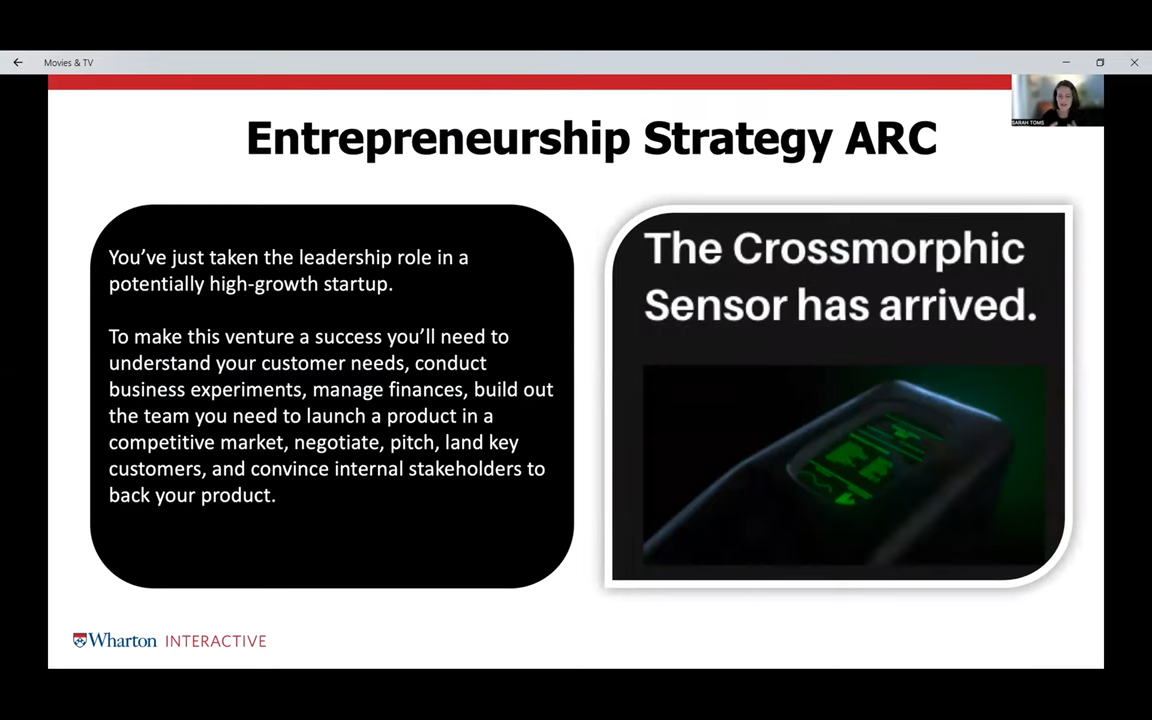 Movies & TV
SARAH TOMS
Entrepreneurship Strategy ARC
You’ve just taken the leadership role in a
potentially high-growth startup.
To make this venture a success you’ll need to
understand your customer needs, conduct
business experiments, manage finances, build out
the team you need to launch a product in a
competitive market, negotiate, pitch, land key
customers, and convince internal stakeholders to
back your product.
The Crossmorphic
Sensor has arrived.
Wharton INTERACTIVE